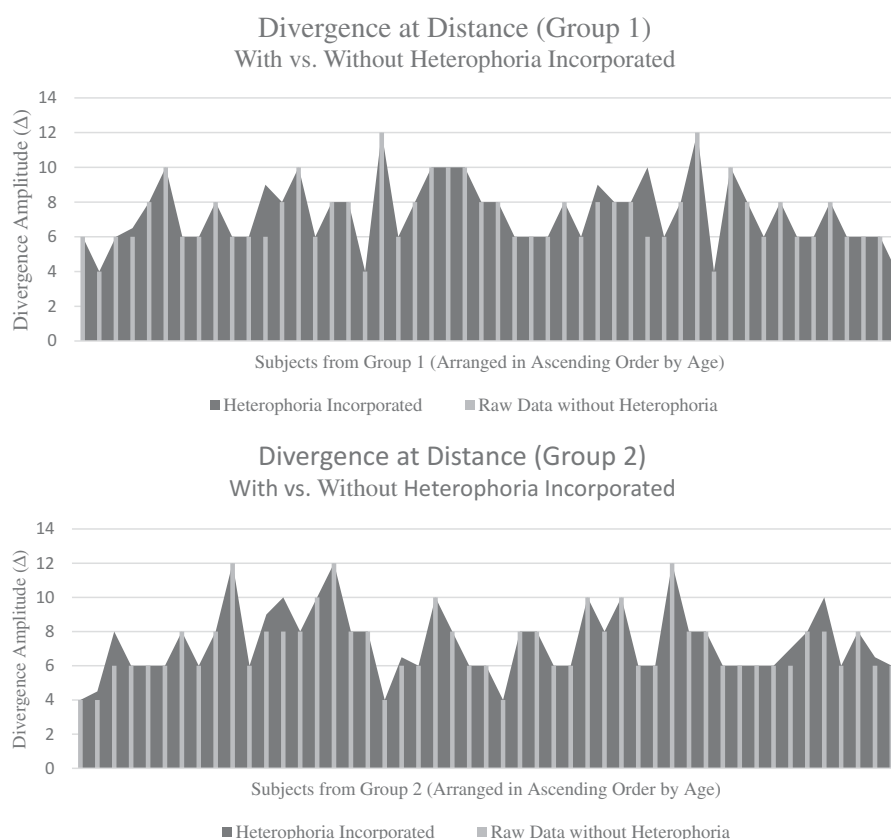 Divergence at Distance (Group 1)
With vs. Without Heterophoria Incorporated
14
12
10
8
6
4
2
0
Divergence Amplitude (Δ)
Subjects from Group 1 (Arranged in Ascending Order by Age)
Heterophoria Incorporated Raw Data without Heterophoria
Divergence at Distance (Group 2)
With vs. Without Heterophoria Incorporated
14
12
10
8
6
4
2
0
Divergence Amplitude (Δ)
Subjects from Group 2 (Arranged in Ascending Order by Age)
Heterophoria Incorporated Raw Data without Heterophoria